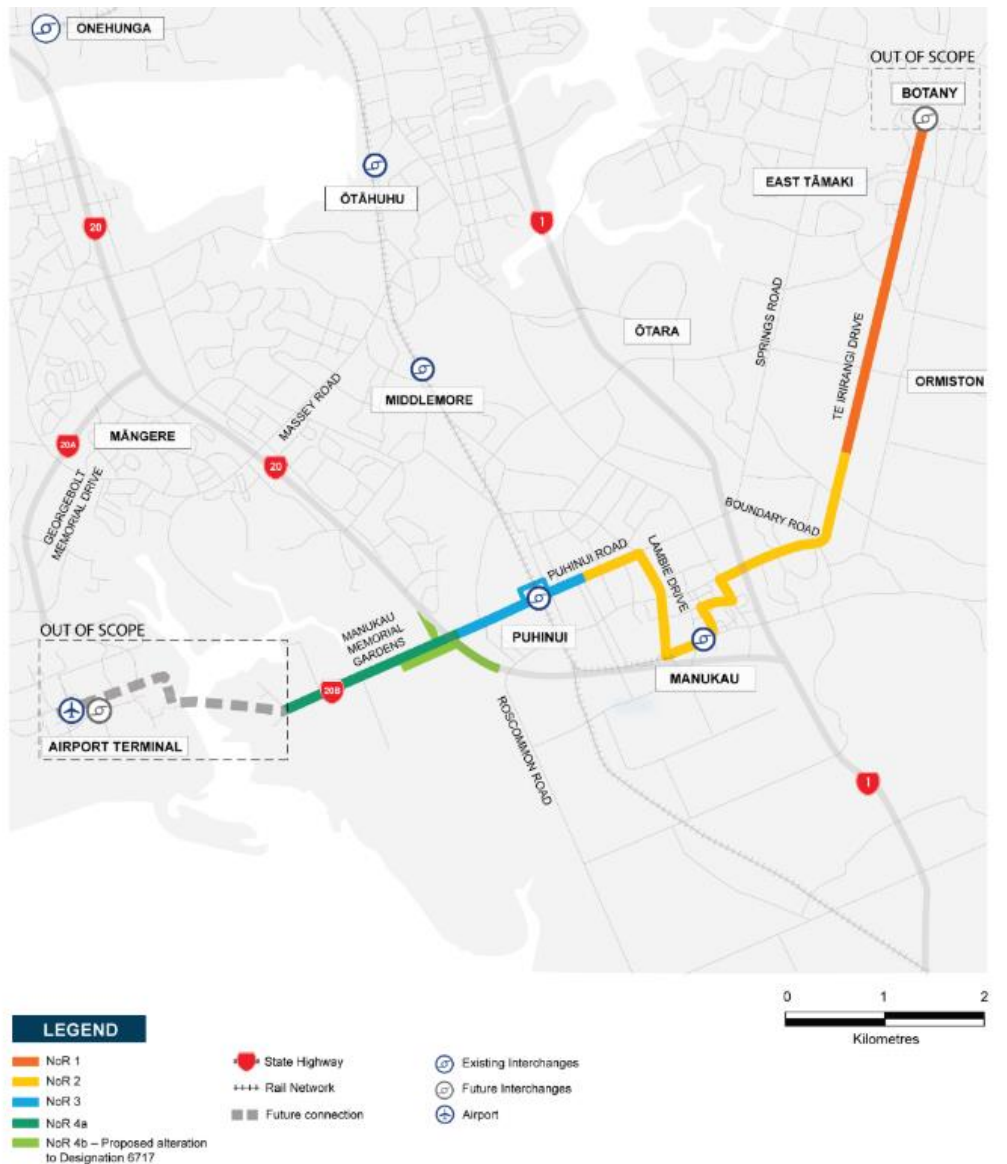 ONEHUNGA
OUT OF SCOPE
BOTANY
ŌTĀHUHU
EAST TĀMAKI
20
1
SPRINGS ROAD
ŌTARA
TE IRIRANGI DRIVE
MIDDLEMORE
ORMISTON
MASSEY ROAD
MĀNGERE
20A
20
GEORGEBOLT
MEMORIAL DRIVE
BOUNDARY ROAD
PUHINUI ROAD
LAMBIE DRIVE
OUT OF SCOPE
MANUKAU
MEMORIAL
GARDENS
PUHINUI
MANUKAU
20B
ROSCOMMON ROAD
AIRPORT TERMINAL
1
0 1 2
Kilometres
LEGEND
NoR 1
NoR 2
NoR 3
NoR 4a
NoR 4b – Proposed alteration
to Designation 6717
State Highway
Rail Network
Future connection
Existing Interchanges
Future Interchanges
Airport